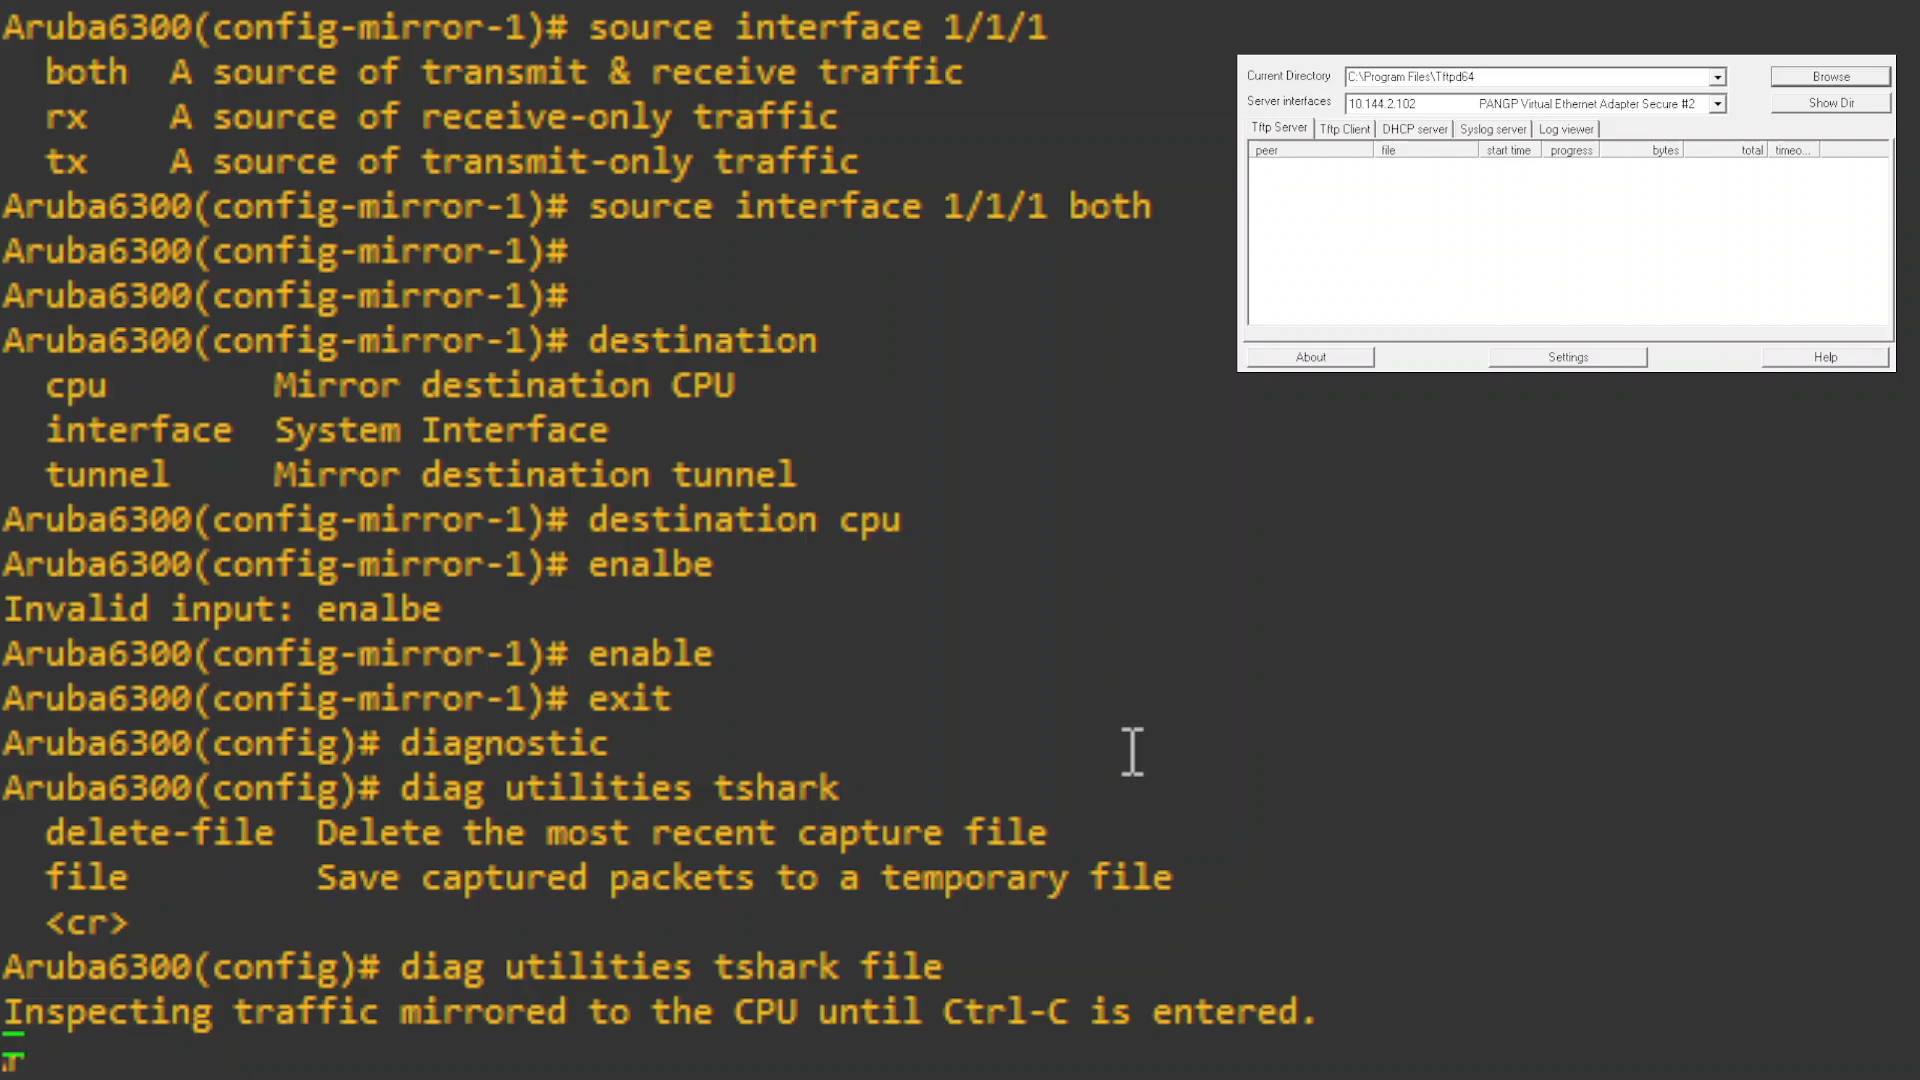 Aruba6300(config-mirror-1)# source interface 1/1/1
both A source of transmit & receive traffic
rx A source of receive-only traffic
tx A source of transmit-only traffic
Aruba6300(config-mirror-1)# source interface 1/1/1 both
Aruba6300(config-mirror-1)#
Aruba6300(config-mirror-1)#
Aruba6300(config-mirror-1)# destination
cpu Mirror destination CPU
interface System Interface
tunnel Mirror destination tunnel
Aruba6300(config-mirror-1)# destination cpu
Aruba6300(config-mirror-1)# enalbe
Invalid input: enalbe
Aruba6300(config-mirror-1)# enable
Aruba6300(config-mirror-1)# exit
Aruba6300(config)# diagnostic
Aruba6300(config)# diag utilities tshark
delete-file Delete the most recent capture file
file Save captured packets to a temporary file
<cr>
Aruba6300(config)# diag utilities tshark file
Inspecting traffic mirrored to the CPU until Ctrl-C is entered.
Current Directory C:\Program Files\Tftpd64 Browse
Server interfaces 10.144.2.102 PANGP Virtual Ethernet Adapter Secure #2 Show Dir
Tftp Server Tftp Client DHCP server Syslog server Log viewer
peer file start time progress bytes total timeo...
About Settings Help